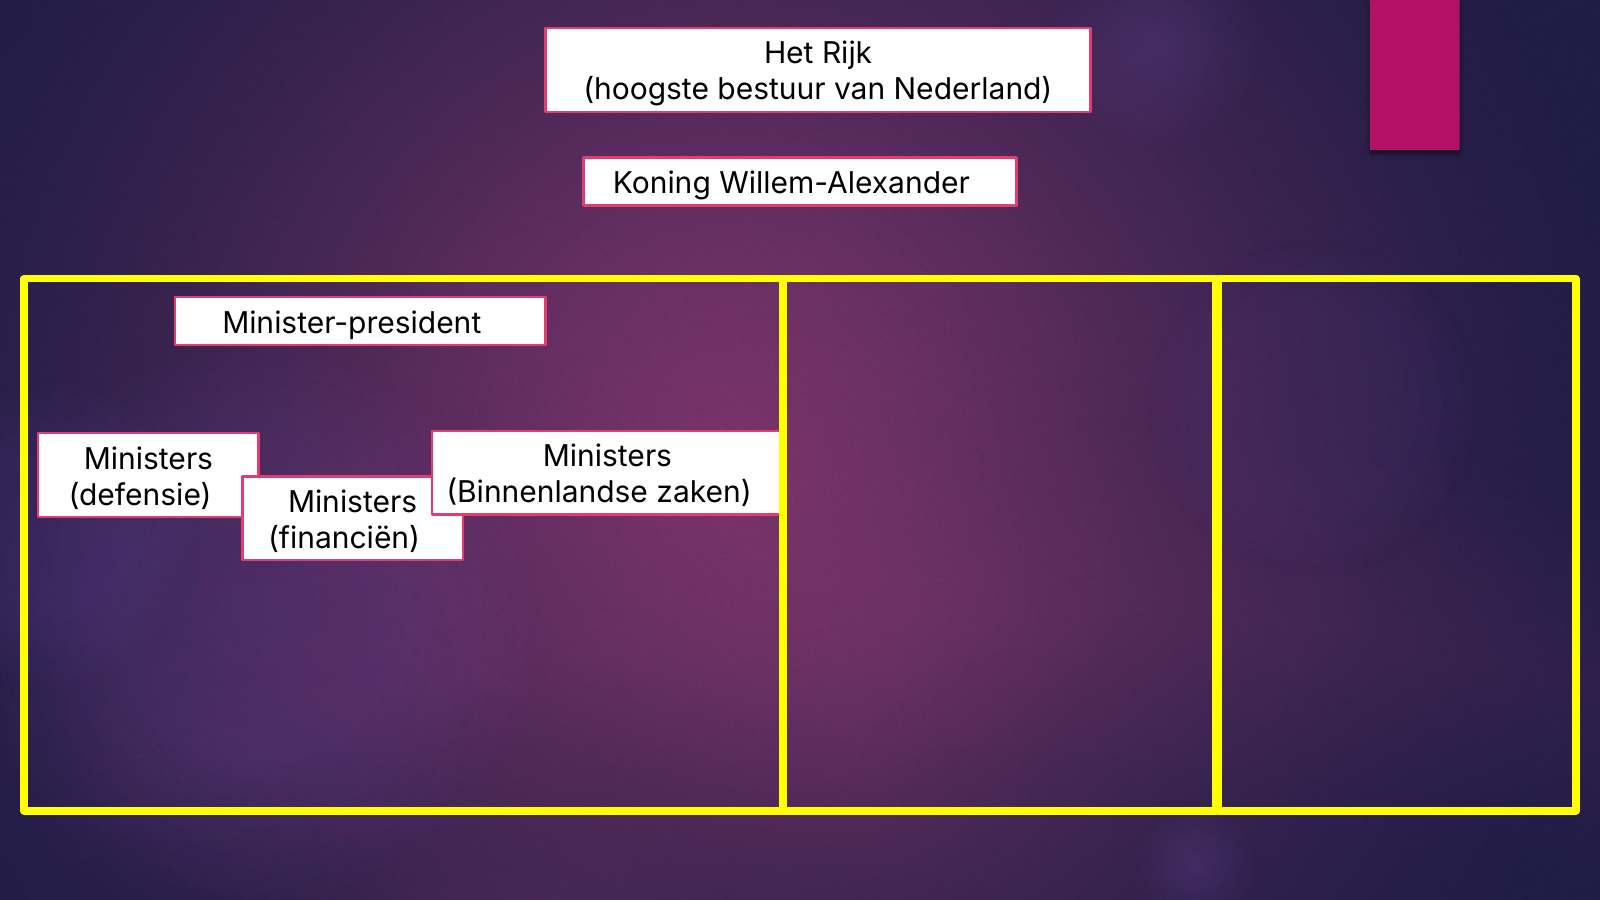 Het Rijk
(hoogste bestuur van Nederland)
Koning Willem-Alexander
Minister-president
Ministers
(defensie)
Ministers
(financiën)
Ministers
(Binnenlandse zaken)